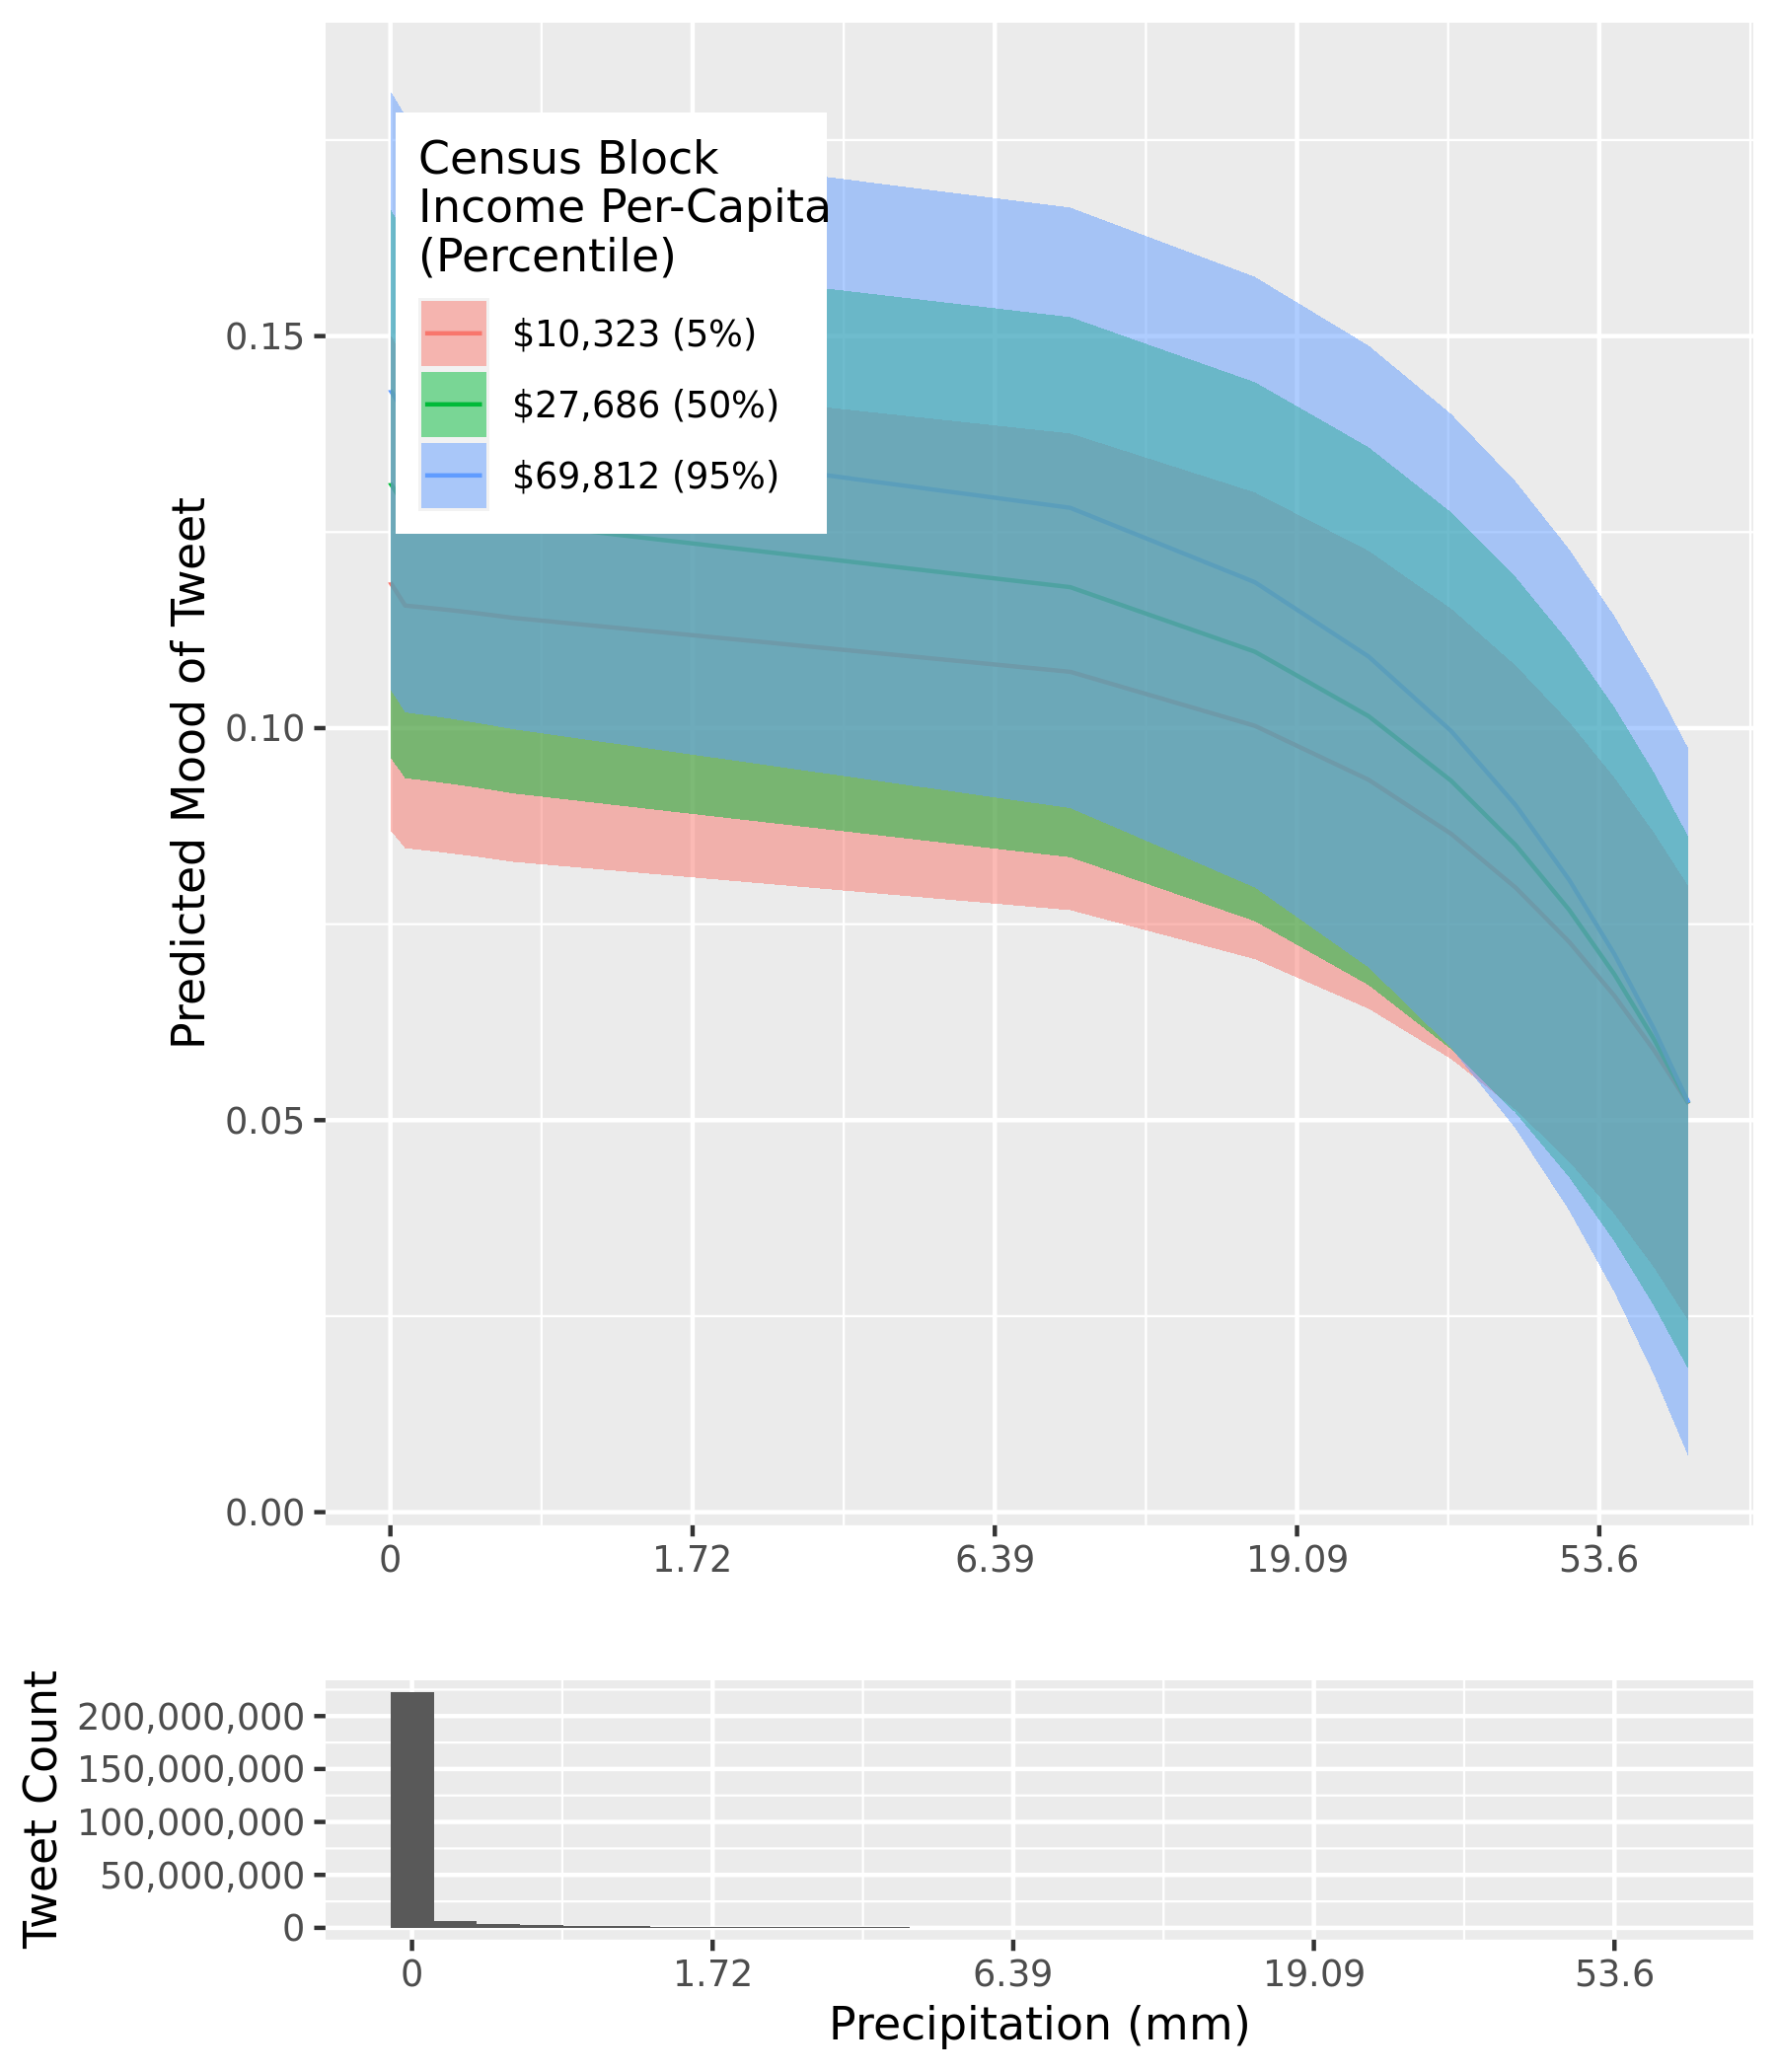 Census Block
Income Per-Capita
(Percentile)
$10,323 (5%)
$27,686 (50%)
$69,812 (95%)
Predicted Mood of Tweet
0.15
0.10
0.05
0.00
0 1.72 6.39 19.09 53.6
Tweet Count
200,000,000
150,000,000
100,000,000
50,000,000
0
0 1.72 6.39 19.09 53.6
Precipitation (mm)